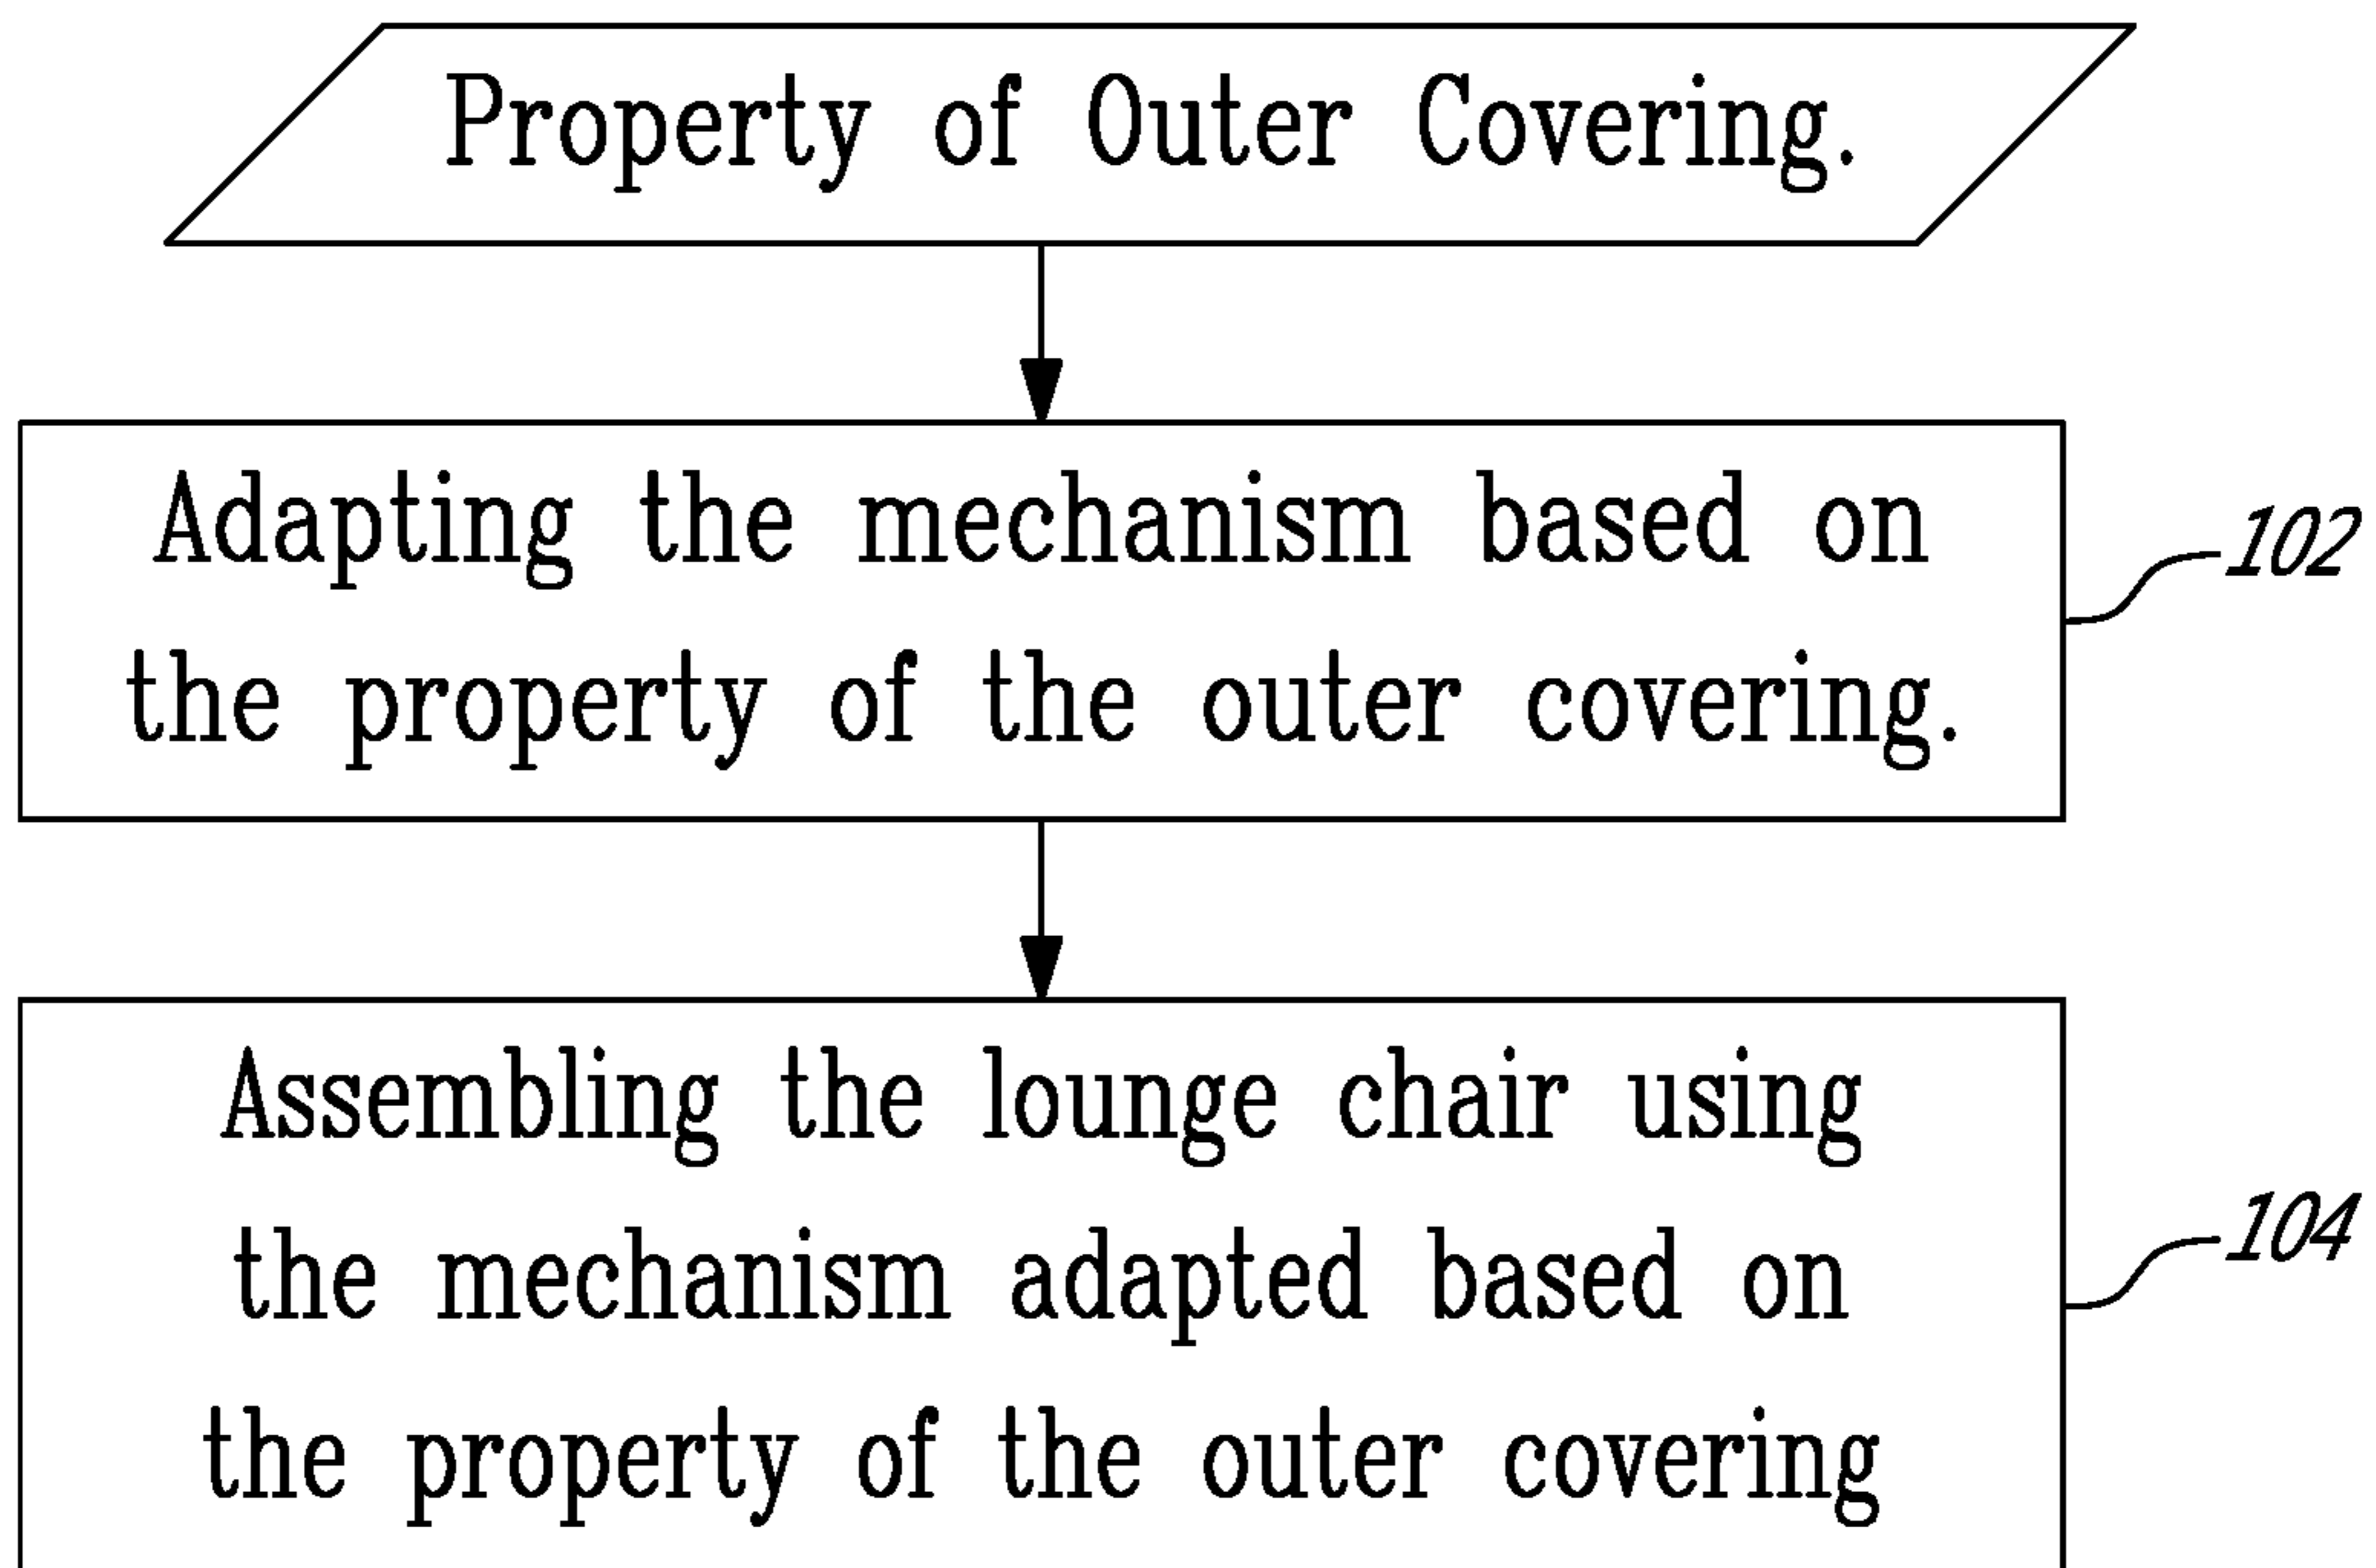 Property of Outer Covering.
Adapting the mechanism based on
the property of the outer covering.
102
Assembling the lounge chair using
the mechanism adapted based on
the property of the outer covering
104